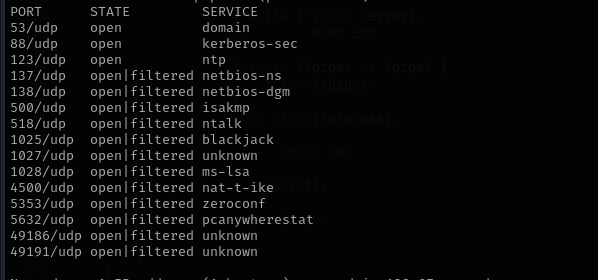 PORT STATE SERVICE
53/udp open domain
88/udp open kerberos-sec
123/udp open ntp
137/udp open|filtered netbios-ns
138/udp open|filtered netbios-dgm
500/udp open|filtered isakmp
518/udp open|filtered ntalk
1025/udp open|filtered blackjack
1027/udp open|filtered unknown
1028/udp open|filtered ms-lsa
4500/udp open|filtered nat-t-ike
5353/udp open|filtered zeroconf
5632/udp open|filtered pcanywherestat
49186/udp open|filtered unknown
49191/udp open|filtered unknown